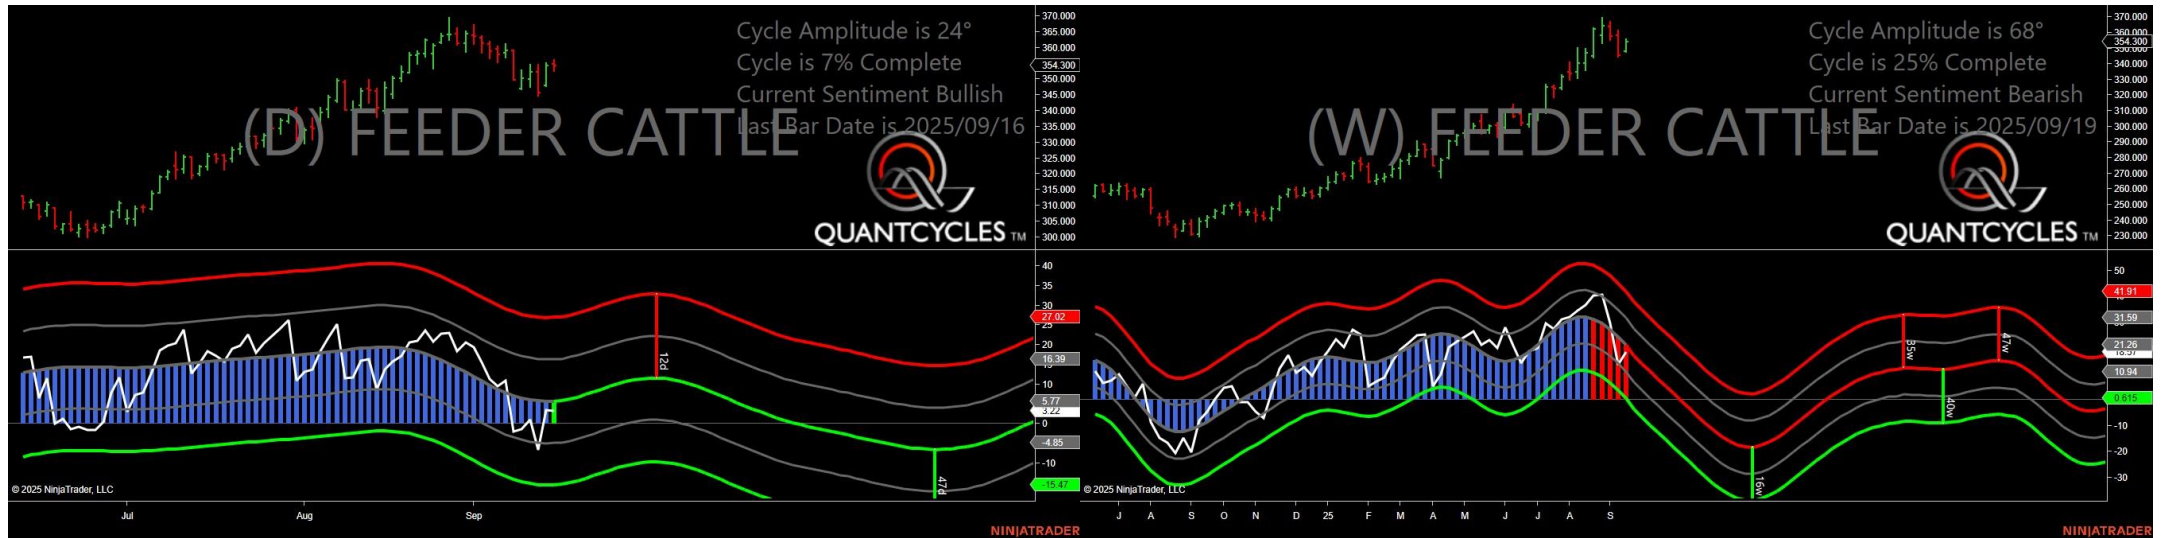 Cycle Amplitude is 24°
Cycle is 7% Complete
Current Sentiment Bullish
Last Bar Date is 2025/09/16
(D) FEEDER CATTLE
QUANTCYCLES TM
370.000
365.000
360.000
354.300
350.000
345.000
340.000
335.000
330.000
325.000
320.000
315.000
310.000
305.000
300.000
40
35
30
27.02
25
20
16.39
10
5.77
3.22
0
-4.85
-10
-15.47
12d
47d
© 2025 NinjaTrader, LLC
Jul
Aug
Sep
NINJATRADER
Cycle Amplitude is 68°
Cycle is 25% Complete
Current Sentiment Bearish
Last Bar Date is 2025/09/19
(W) FEEDER CATTLE
QUANTCYCLES TM
370.000
354.300
340.000
330.000
320.000
310.000
300.000
290.000
280.000
270.000
260.000
250.000
240.000
230.000
50
41.91
31.59
21.26
18.57
10.94
0.615
-10
-20
-30
35w
47w
40w
16w
© 2025 NinjaTrader, LLC
J A S O N D 25 F M A M J J A S
NINJATRADER